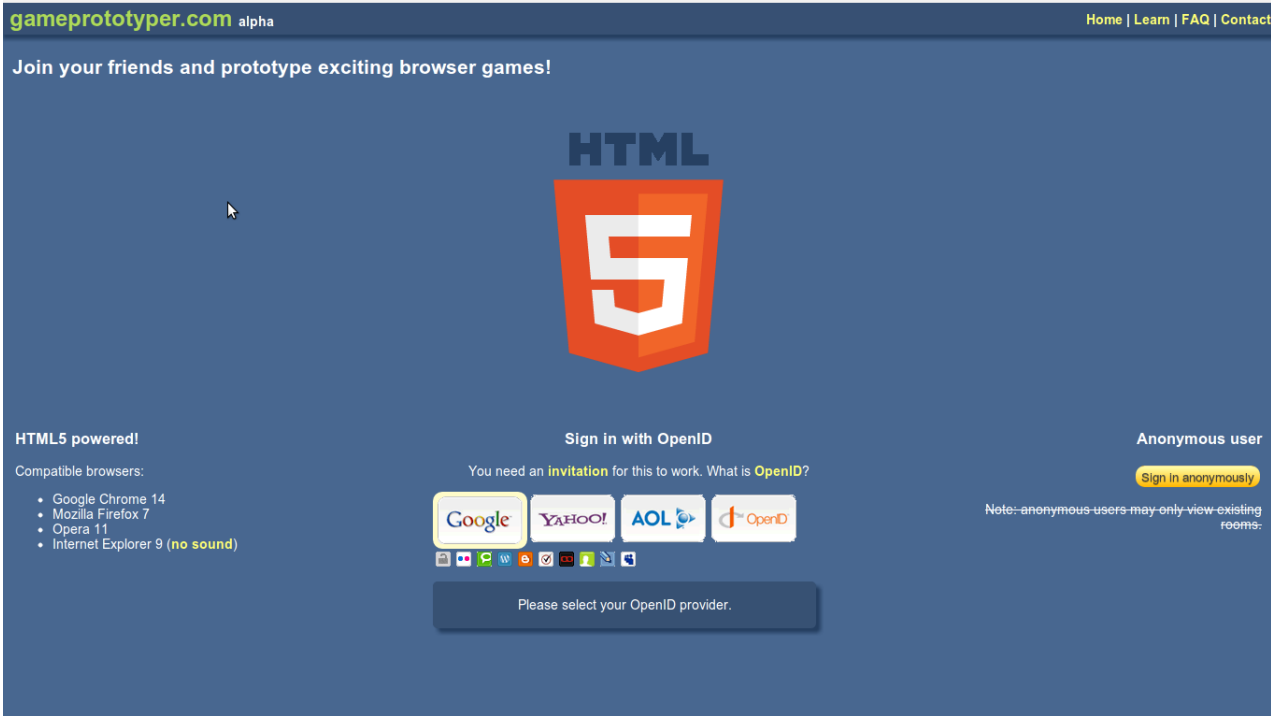 gameprototyper.com alpha
Home | Learn | FAQ | Contact
Join your friends and prototype exciting browser games!
HTML
5
HTML5 powered!
Compatible browsers:
Google Chrome 14
Mozilla Firefox 7
Opera 11
Internet Explorer 9 (no sound)
Sign in with OpenID
You need an invitation for this to work. What is OpenID?
Google YAHOO! AOL OpenID
Please select your OpenID provider.
Anonymous user
Sign in anonymously
Note: anonymous users may only view existing
rooms.